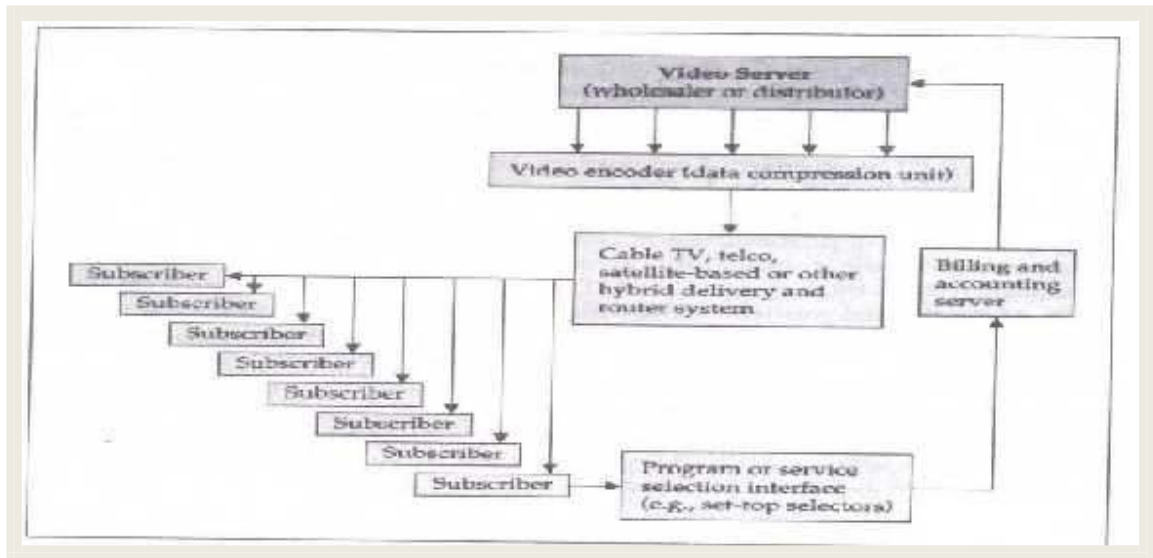 Video Server
(wholesaler or distributor)
Video encoder (data compression unit)
Cable TV, telco,
satellite-based or other
hybrid delivery and
router system
Billing and
accounting
server
Subscriber
Subscriber
Subscriber
Subscriber
Subscriber
Subscriber
Subscriber
Subscriber
Program or service
selection interface
(e.g., set-top selectors)